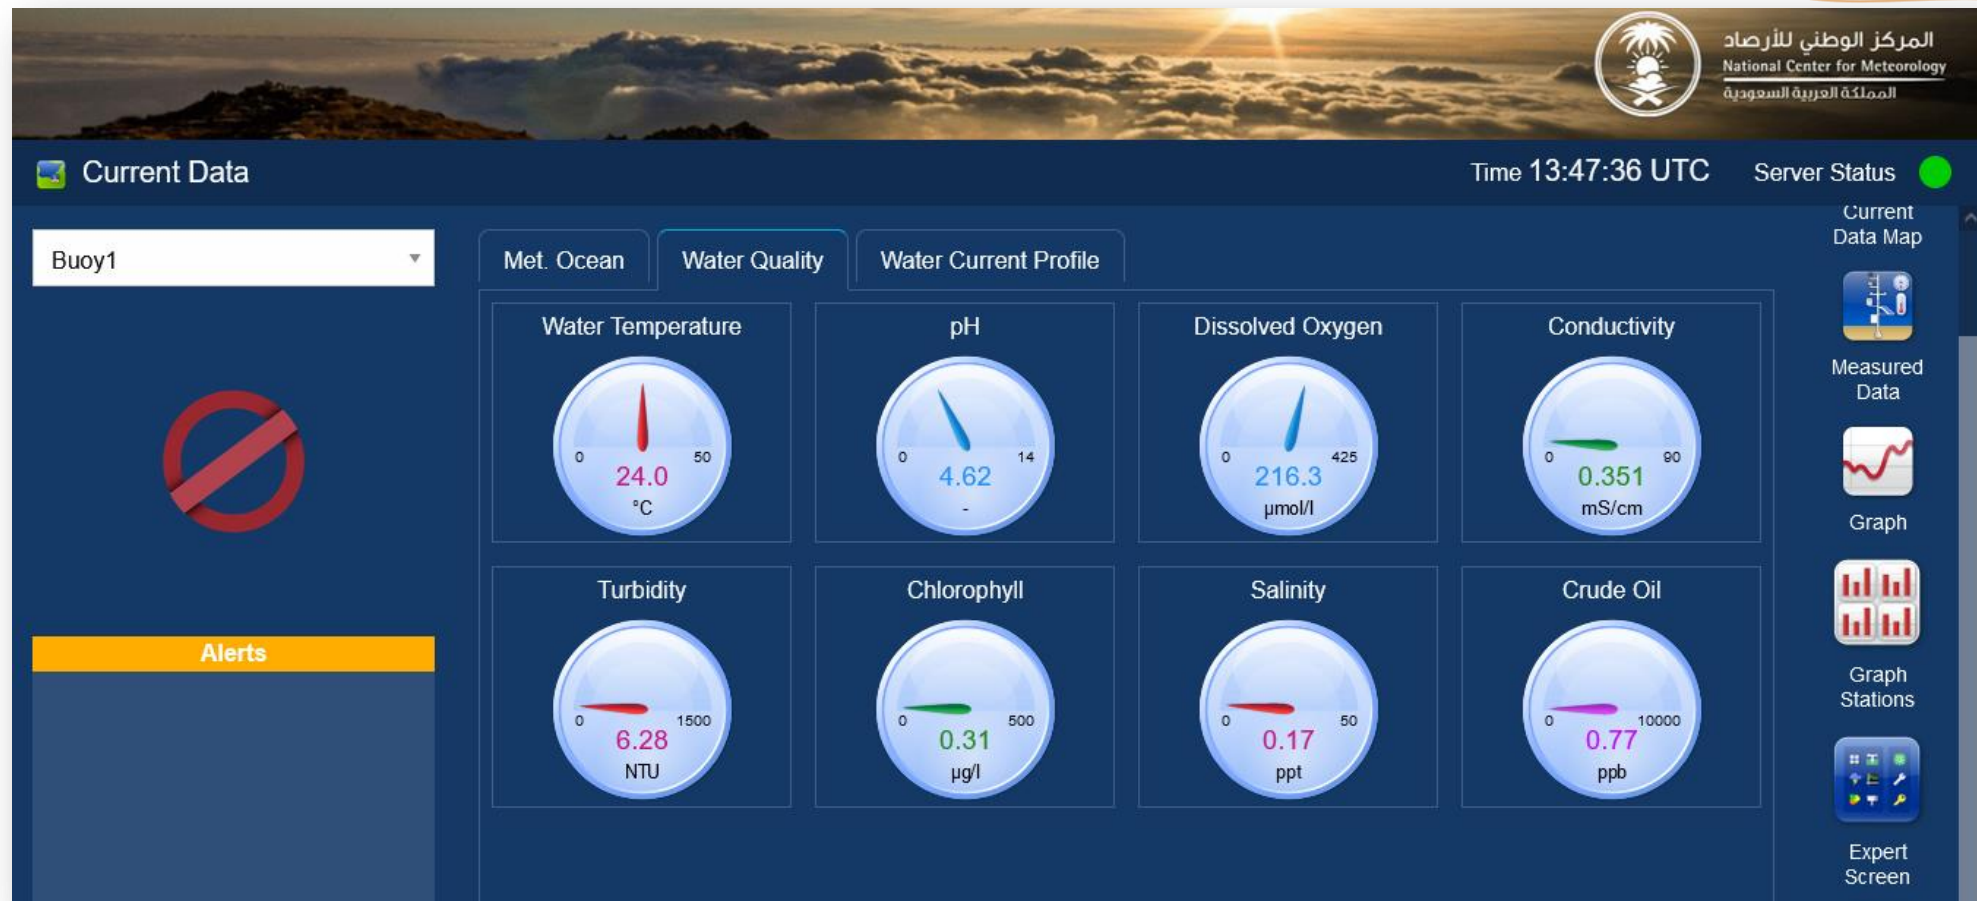 المركز الوطني للأرصاد
National Center for Meteorology
المملكة العربية السعودية
Current Data
Time 13:47:36 UTC
Server Status
Buoy1
Alerts
Met. Ocean
Water Quality
Water Current Profile
Water Temperature
0
50
24.0
°C
pH
0
14
4.62
-
Dissolved Oxygen
0
425
216.3
µmol/l
Conductivity
0
90
0.351
mS/cm
Turbidity
0
1500
6.28
NTU
Chlorophyll
0
500
0.31
µg/l
Salinity
0
50
0.17
ppt
Crude Oil
0
10000
0.77
ppb
Current
Data Map
Measured
Data
Graph
Graph
Stations
Expert
Screen